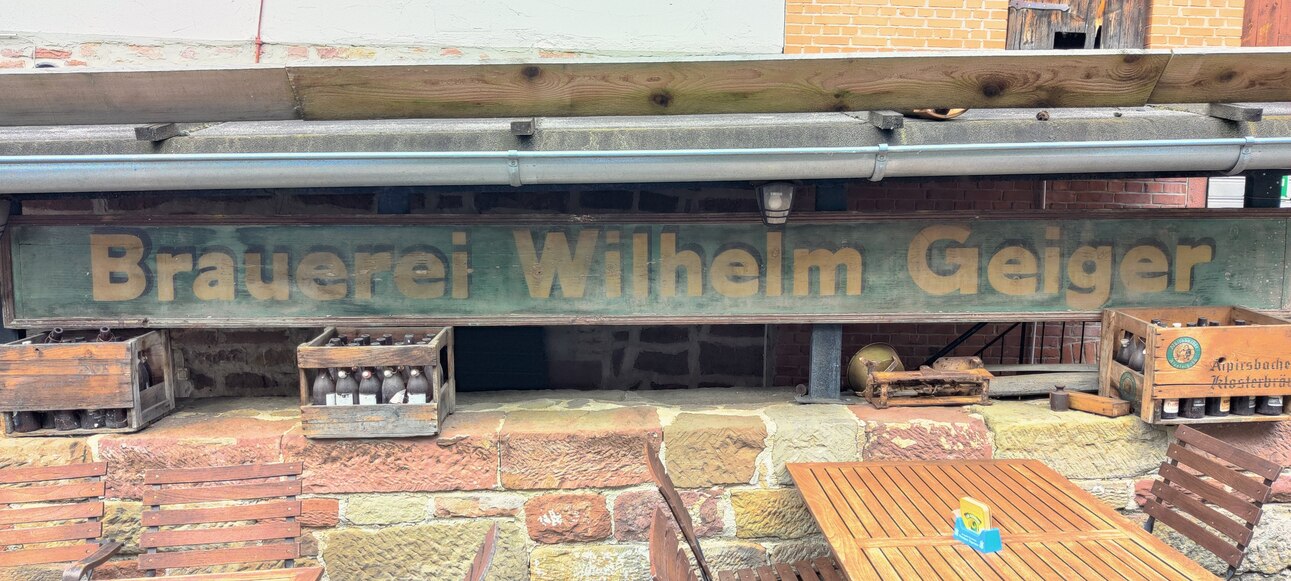 Brauerei Wilhelm Geiger
Alpirsbacher
Klosterbräu